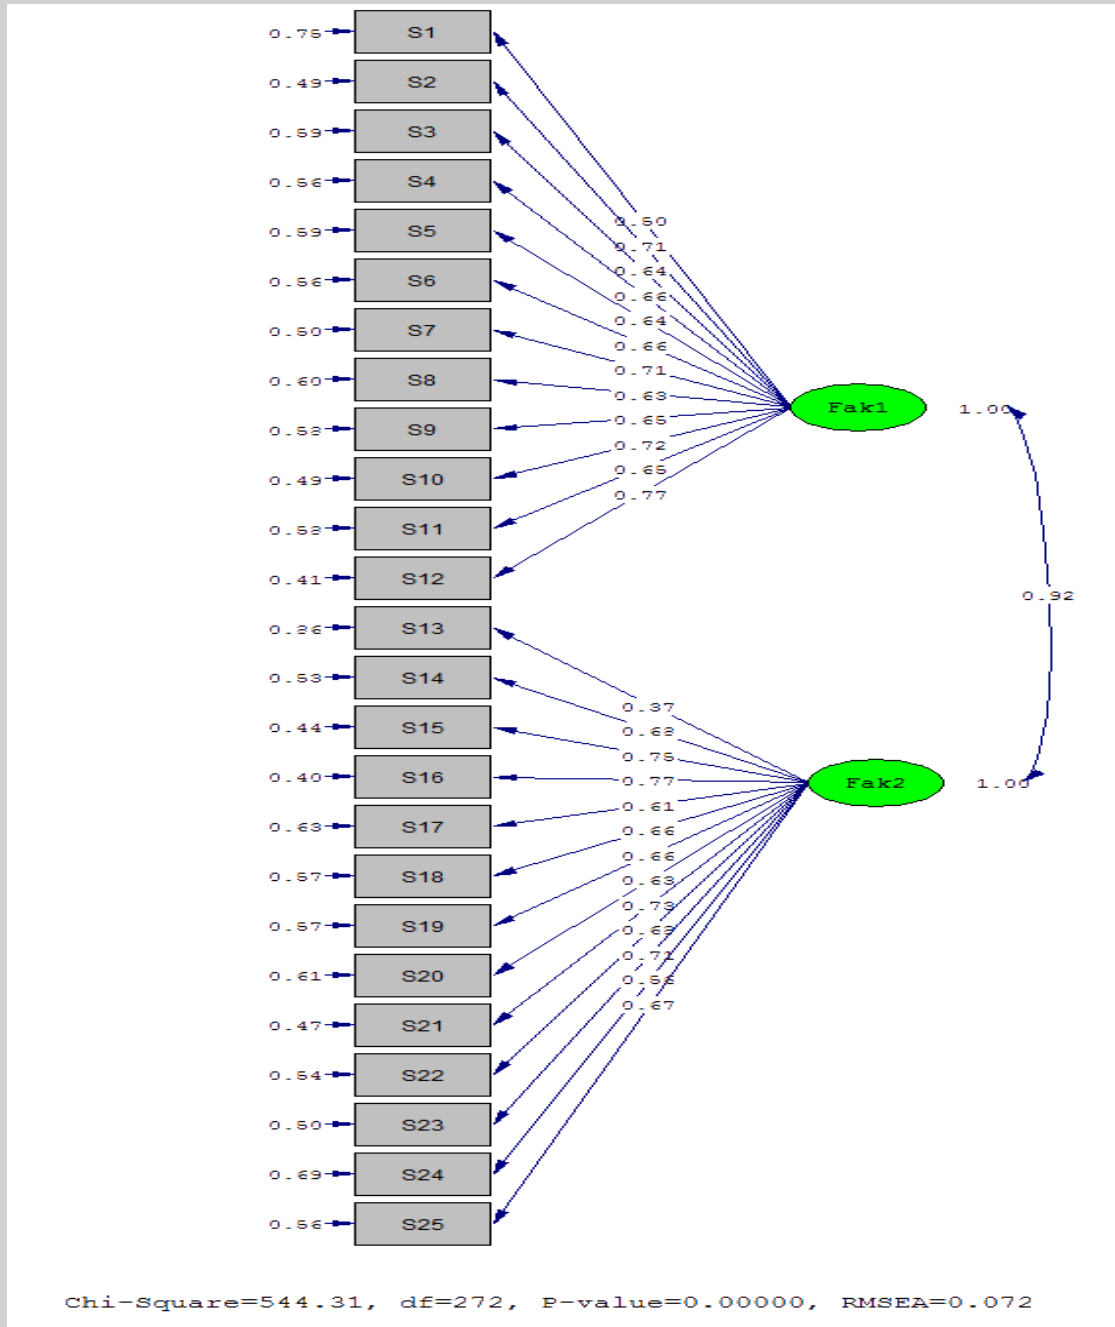 0.75 S1
0.49 S2
0.59 S3
0.56 S4
0.59 S5
0.56 S6
0.50 S7
0.60 S8
0.58 S9
0.49 S10
0.58 S11
0.41 S12
S13
0.53 S14
0.44 S15
0.40 S16
0.63 S17
0.57 S18
0.57 S19
0.61 S20
0.47 S21
0.54 S22
0.50 S23
0.69 S24
0.56 S25
0.50
0.71
0.64
0.66
0.64
0.66
0.71
0.63
0.65
0.72
0.65
0.77
Fak1 1.00
0.92
0.37
0.68
0.75
0.77
0.61
0.66
0.66
0.63
0.73
0.68
0.71
0.56
0.67
Fak2 1.00
Chi-Square=544.31, df=272, P-value=0.00000, RMSEA=0.072